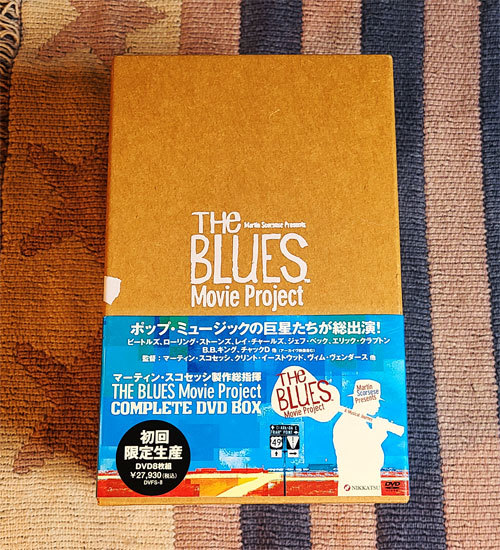 THE
Martin Scorsese Presents
BLUES™
Movie Project
ポップ・ミュージックの巨星たちが総出演!
ビートルズ、ローリング・ストーンズ、レイ・チャールズ、ジェフ・ベック、エリック・クラプトン
B.B.キング、チャックD 他
監督:マーティン・スコセッシ、クリント・イーストウッド、ヴィム・ヴェンダース 他
マーティン・スコセッシ製作総指揮
THE BLUES Movie Project
COMPLETE DVD BOX
THE
BLUES™
Movie Project
Martin
Scorsese
Presents
A Musical
49
初回
限定生産
DVD8枚組
¥27,930(税込)
DVFS-8
NIKKATSU
DVD